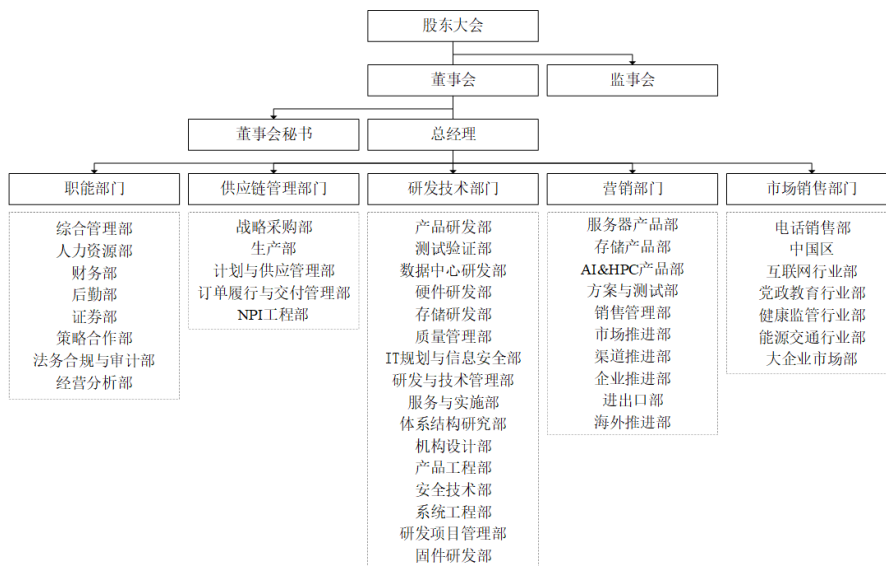 股东大会
董事会
监事会
董事会秘书
总经理
职能部门
供应链管理部门
研发技术部门
营销部门
市场销售部门
综合管理部
人力资源部
财务部
后勤部
证券部
策略合作部
法务合规与审计部
经营分析部
战略采购部
生产部
计划与供应管理部
订单履行与交付管理部
NPI工程部
产品研发部
测试验证部
数据中心研发部
硬件研发部
存储研发部
质量管理部
IT规划与信息安全部
研发与技术管理部
服务与实施部
体系结构研究部
机构设计部
产品工程部
安全技术部
系统工程部
研发项目管理部
固件研发部
服务器产品部
存储产品部
AI&HPC产品部
方案与测试部
销售管理部
市场推进部
渠道推进部
企业推进部
进出口部
海外推进部
电话销售部
中国区
互联网行业部
党政教育行业部
健康监管行业部
能源交通行业部
大企业市场部